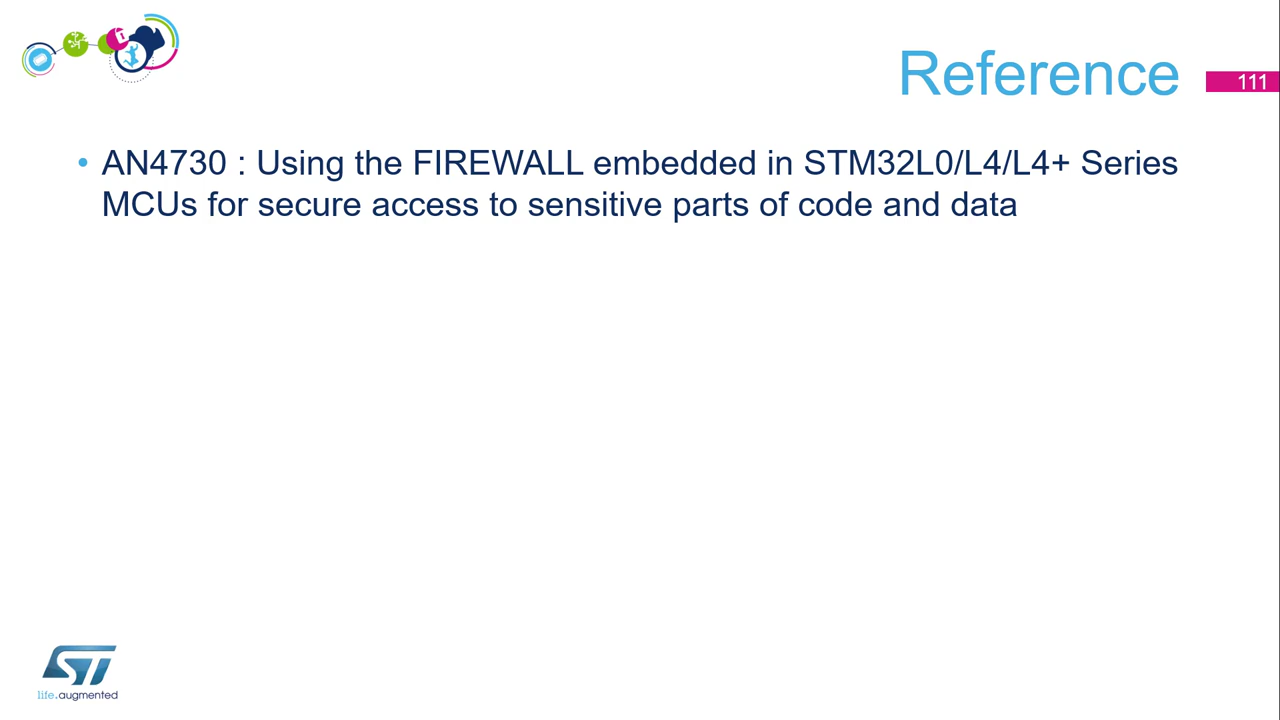 Reference
111
• AN4730 : Using the FIREWALL embedded in STM32L0/L4/L4+ Series
MCUs for secure access to sensitive parts of code and data
ST
life.augmented